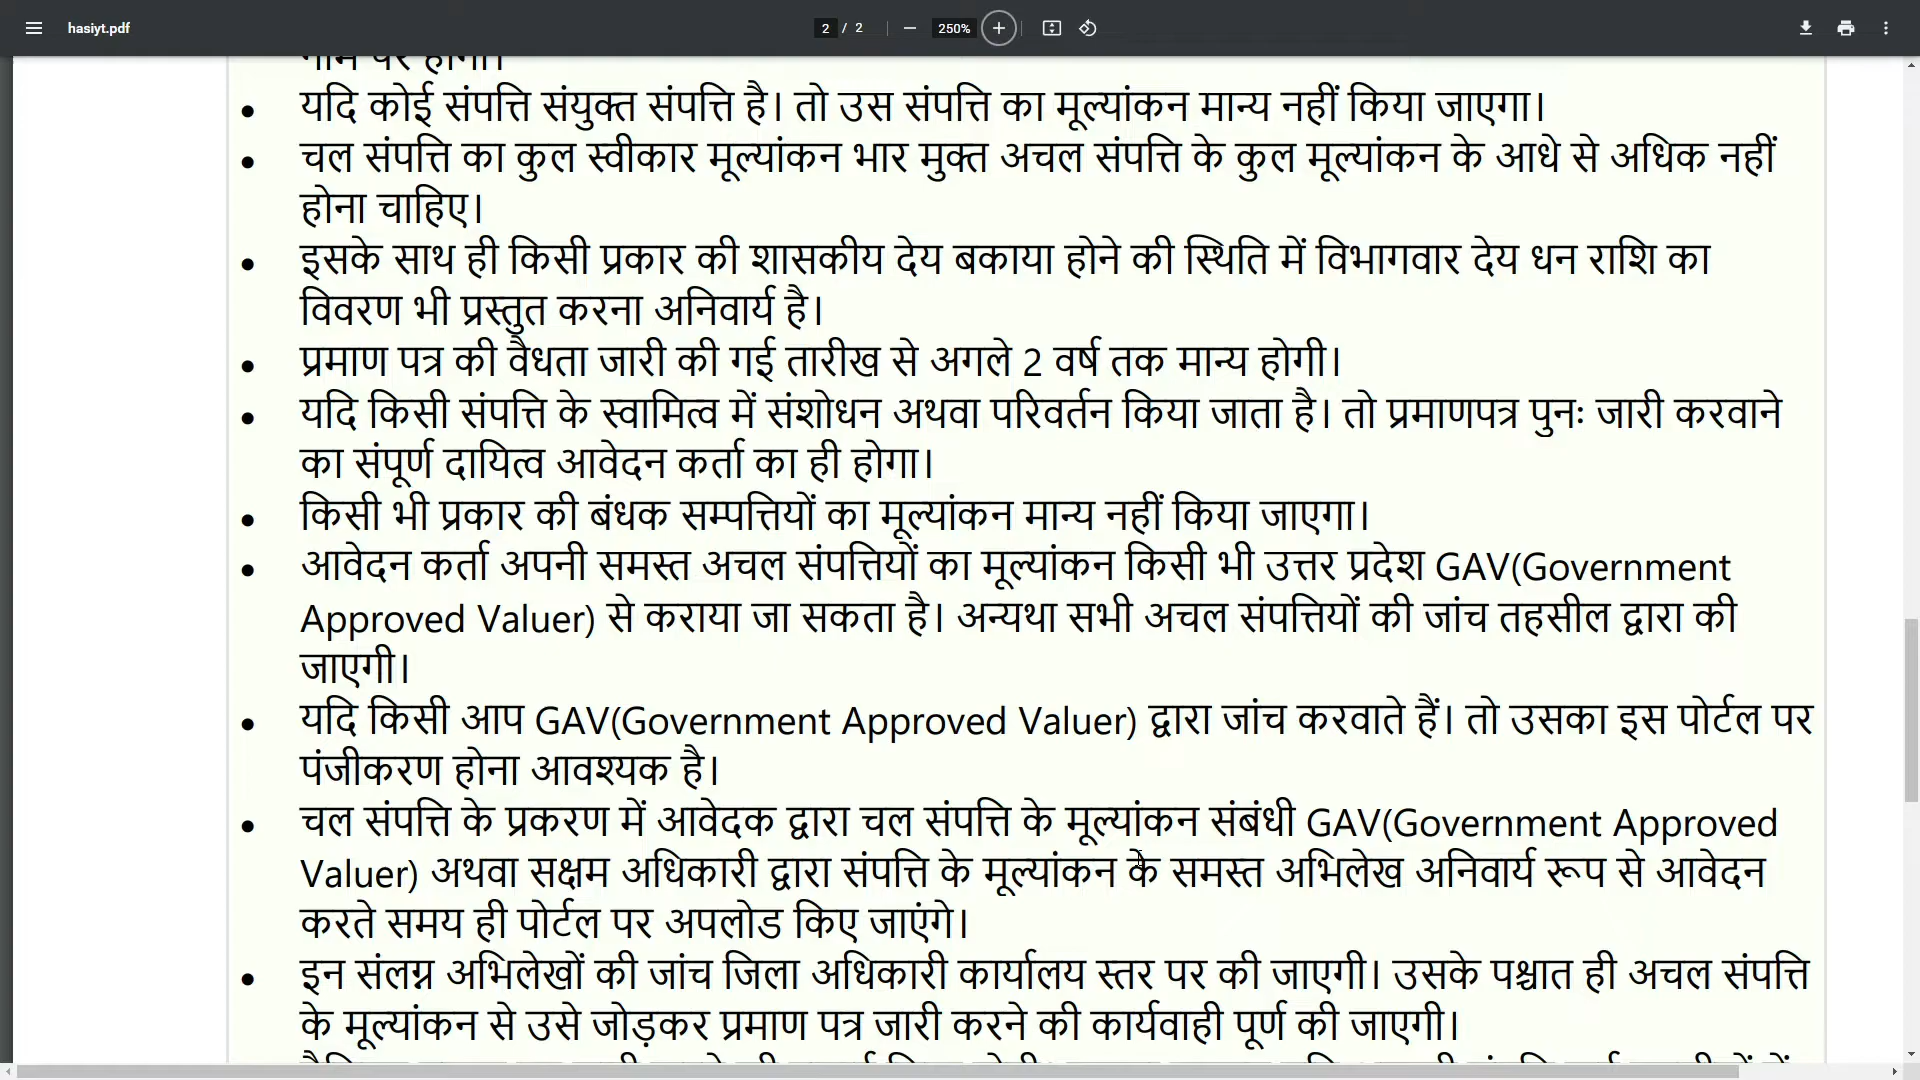 hasiyt.pdf
2 / 2
250%
नाम पर होगी।
यदि कोई संपत्ति संयुक्त संपत्ति है। तो उस संपत्ति का मूल्यांकन मान्य नहीं किया जाएगा।
चल संपत्ति का कुल स्वीकार मूल्यांकन भार मुक्त अचल संपत्ति के कुल मूल्यांकन के आधे से अधिक नहीं
होना चाहिए।
इसके साथ ही किसी प्रकार की शासकीय देय बकाया होने की स्थिति में विभागवार देय धन राशि का
विवरण भी प्रस्तुत करना अनिवार्य है।
प्रमाण पत्र की वैधता जारी की गई तारीख से अगले 2 वर्ष तक मान्य होगी।
यदि किसी संपत्ति के स्वामित्व में संशोधन अथवा परिवर्तन किया जाता है। तो प्रमाणपत्र पुनः जारी करवाने
का संपूर्ण दायित्व आवेदन कर्ता का ही होगा।
किसी भी प्रकार की बंधक सम्पत्तियों का मूल्यांकन मान्य नहीं किया जाएगा।
आवेदन कर्ता अपनी समस्त अचल संपत्तियों का मूल्यांकन किसी भी उत्तर प्रदेश GAV(Government
Approved Valuer) से कराया जा सकता है। अन्यथा सभी अचल संपत्तियों की जांच तहसील द्वारा की
जाएगी।
यदि किसी आप GAV(Government Approved Valuer) द्वारा जांच करवाते हैं। तो उसका इस पोर्टल पर
पंजीकरण होना आवश्यक है।
चल संपत्ति के प्रकरण में आवेदक द्वारा चल संपत्ति के मूल्यांकन संबंधी GAV(Government Approved
Valuer) अथवा सक्षम अधिकारी द्वारा संपत्ति के मूल्यांकन के समस्त अभिलेख अनिवार्य रूप से आवेदन
करते समय ही पोर्टल पर अपलोड किए जाएंगे।
इन संलग्न अभिलेखों की जांच जिला अधिकारी कार्यालय स्तर पर की जाएगी। उसके पश्चात ही अचल संपत्ति
के मूल्यांकन से उसे जोड़कर प्रमाण पत्र जारी करने की कार्यवाही पूर्ण की जाएगी।